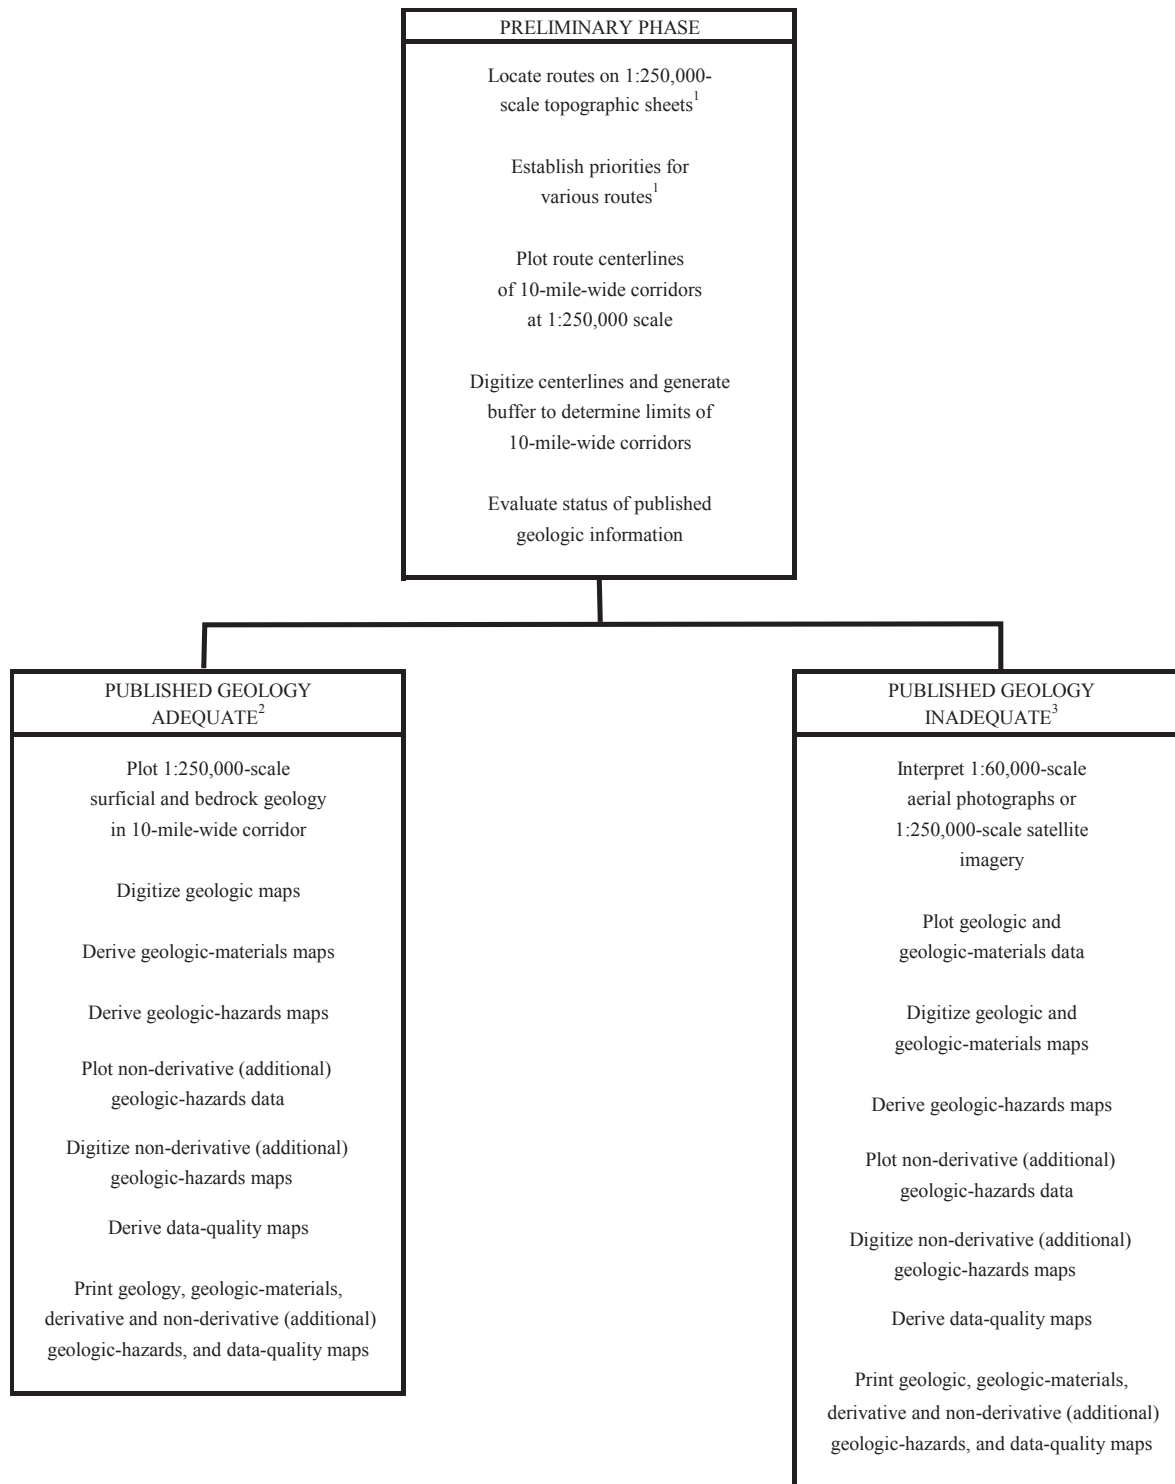 PRELIMINARY PHASE
Locate routes on 1:250,000-
scale topographic sheets1
Establish priorities for
various routes1
Plot route centerlines
of 10-mile-wide corridors
at 1:250,000 scale
Digitize centerlines and generate
buffer to determine limits of
10-mile-wide corridors
Evaluate status of published
geologic information
PUBLISHED GEOLOGY
ADEQUATE2
Plot 1:250,000-scale
surficial and bedrock geology
in 10-mile-wide corridor
Digitize geologic maps
Derive geologic-materials maps
Derive geologic-hazards maps
Plot non-derivative (additional)
geologic-hazards data
Digitize non-derivative (additional)
geologic-hazards maps
Derive data-quality maps
Print geology, geologic-materials,
derivative and non-derivative (additional)
geologic-hazards, and data-quality maps
PUBLISHED GEOLOGY
INADEQUATE3
Interpret 1:60,000-scale
aerial photographs or
1:250,000-scale satellite
imagery
Plot geologic and
geologic-materials data
Digitize geologic and
geologic-materials maps
Derive geologic-hazards maps
Plot non-derivative (additional)
geologic-hazards data
Digitize non-derivative (additional)
geologic-hazards maps
Derive data-quality maps
Print geologic, geologic-materials,
derivative and non-derivative (additional)
geologic-hazards, and data-quality maps